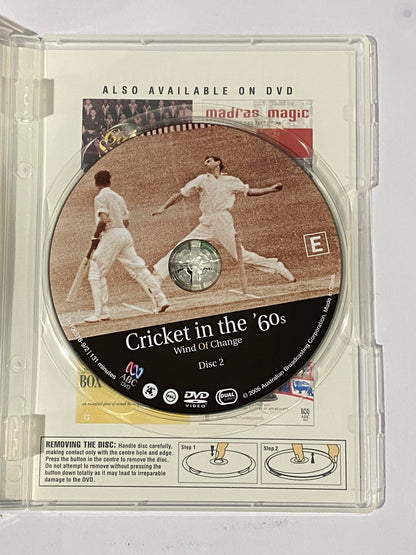 ALSO AVAILABLE ON DVD
madras magic
E
Cricket in the '60s
Wind Of Change
Disc 2
131 minutes
ABC
DVD
DVD
VIDEO
DUAL
© 2006 Australian Broadcasting Corporation, Made
BOX
G
BCQ
REMOVING THE DISC: Handle disc carefully,
making contact only with the centre hole and edge.
Press the button in the centre to remove the disc.
Do not attempt to remove without pressing the
button down totally as it may lead to irreparable
damage to the DVD.
Step 1
Step 2